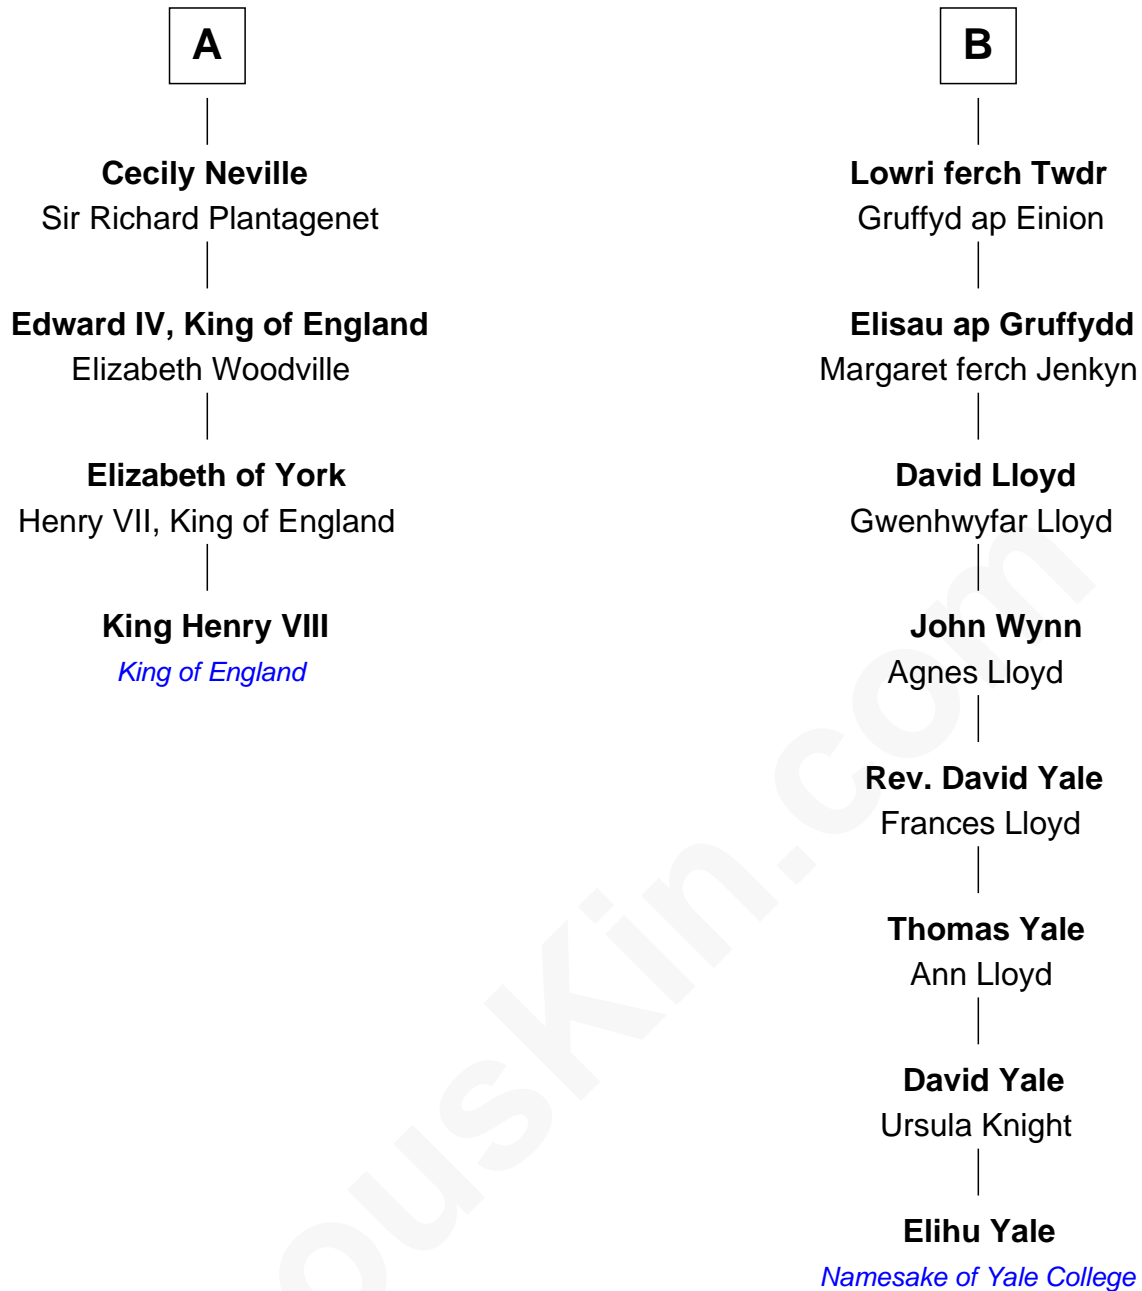 A
Cecily Neville
Sir Richard Plantagenet
Edward IV, King of England
Elizabeth Woodville
Elizabeth of York
Henry VII, King of England
King Henry VIII
King of England
B
Lowri ferch Twdr
Gruffyd ap Einion
Elisau ap Gruffydd
Margaret ferch Jenkyn
David Lloyd
Gwenhwyfar Lloyd
John Wynn
Agnes Lloyd
Rev. David Yale
Frances Lloyd
Thomas Yale
Ann Lloyd
David Yale
Ursula Knight
Elihu Yale
Namesake of Yale College
ousKin.com